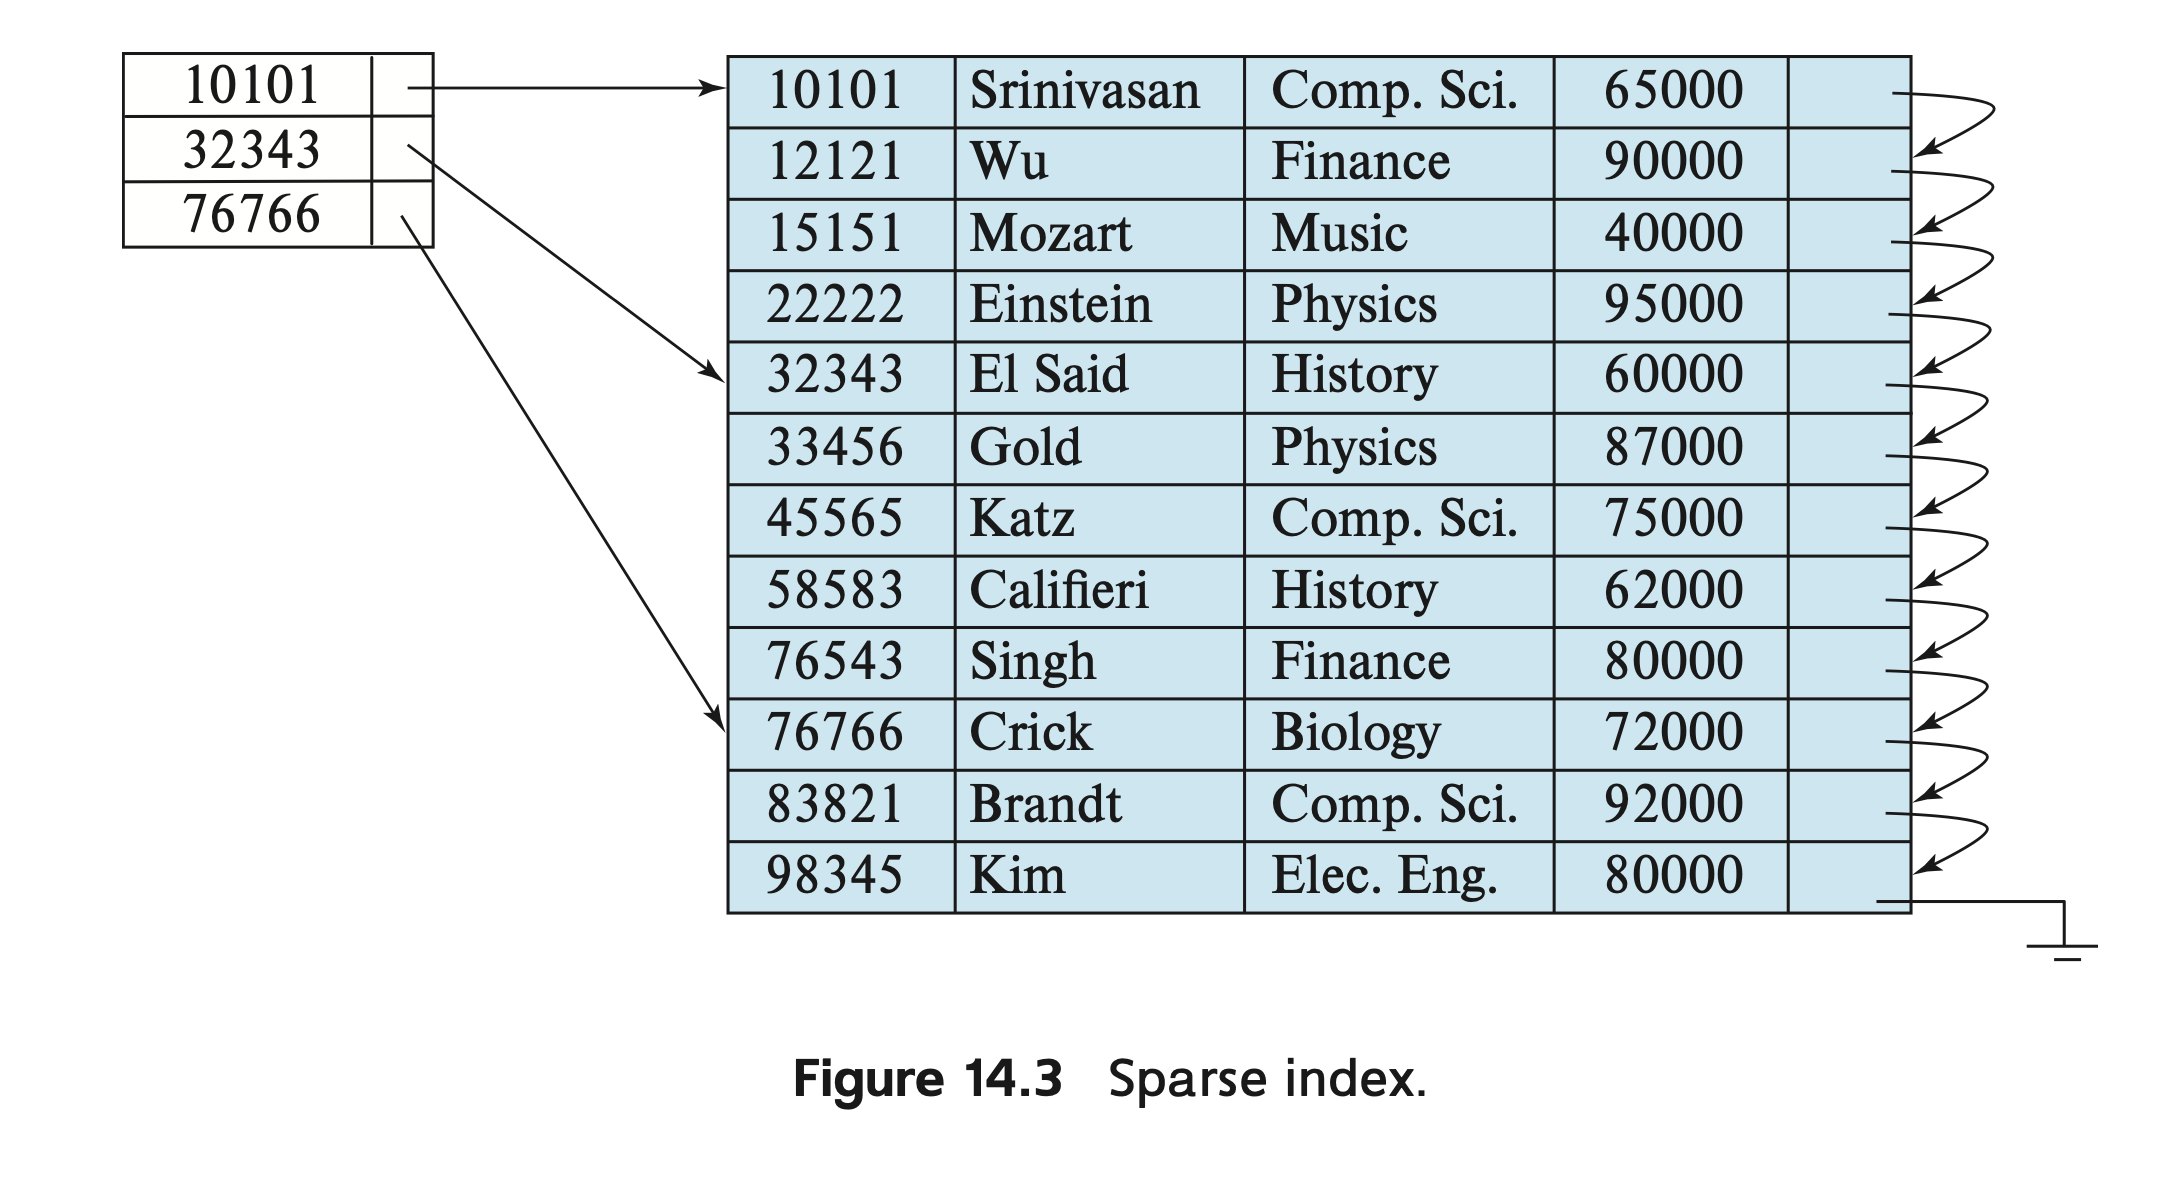 10101
32343
76766
10101 Srinivasan Comp. Sci. 65000
12121 Wu Finance 90000
15151 Mozart Music 40000
22222 Einstein Physics 95000
32343 El Said History 60000
33456 Gold Physics 87000
45565 Katz Comp. Sci. 75000
58583 Califieri History 62000
76543 Singh Finance 80000
76766 Crick Biology 72000
83821 Brandt Comp. Sci. 92000
98345 Kim Elec. Eng. 80000
Figure 14.3 Sparse index.